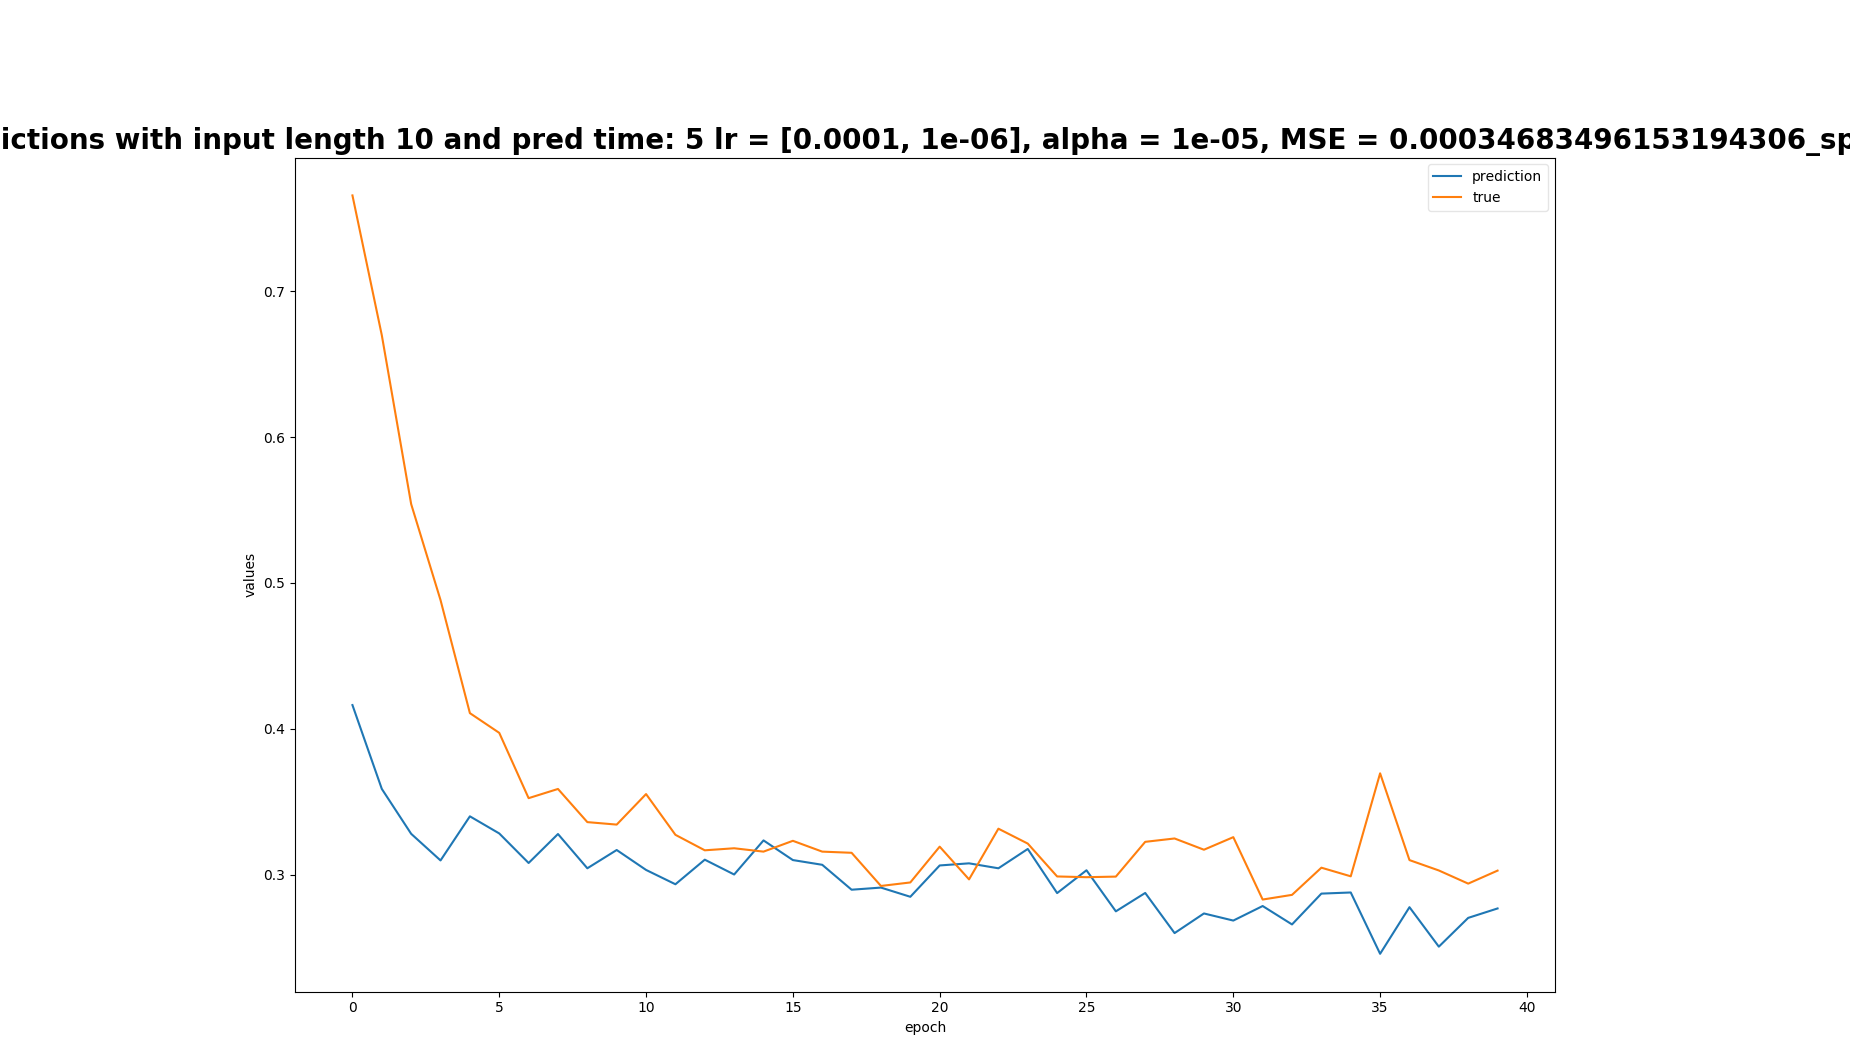 ictions with input length 10 and pred time: 5 lr = [0.0001, 1e-06], alpha = 1e-05, MSE = 0.00034683496153194306_sp
prediction
true
0.7
0.6
0.5
0.4
0.3
values
0 5 10 15 20 25 30 35 40
epoch